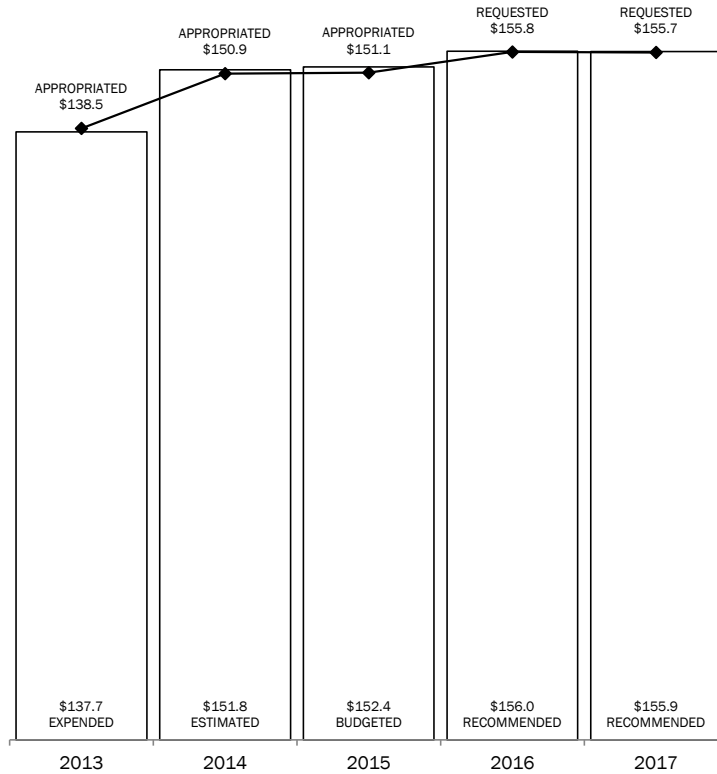 APPROPRIATED
$138.5
APPROPRIATED
$150.9
APPROPRIATED
$151.1
REQUESTED
$155.8
REQUESTED
$155.7
$137.7
EXPENDED
$151.8
ESTIMATED
$152.4
BUDGETED
$156.0
RECOMMENDED
$155.9
RECOMMENDED
2013
2014
2015
2016
2017